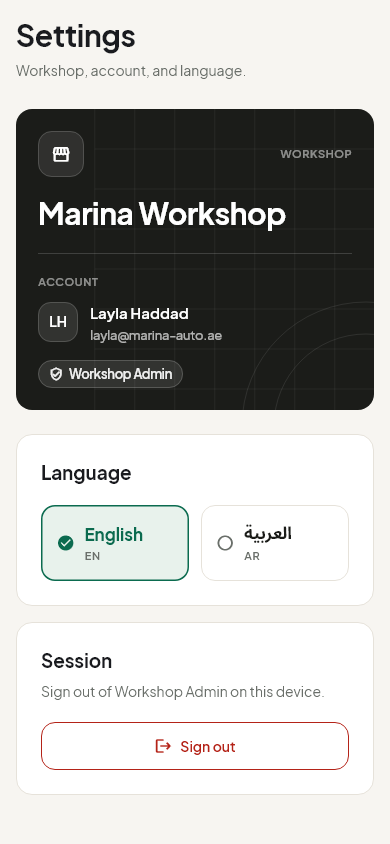 Settings
Workshop, account, and language.
WORKSHOP
Marina Workshop
ACCOUNT
LH
Layla Haddad
layla@marina-auto.ae
Workshop Admin
Language
English
EN
العربية
AR
Session
Sign out of Workshop Admin on this device.
Sign out